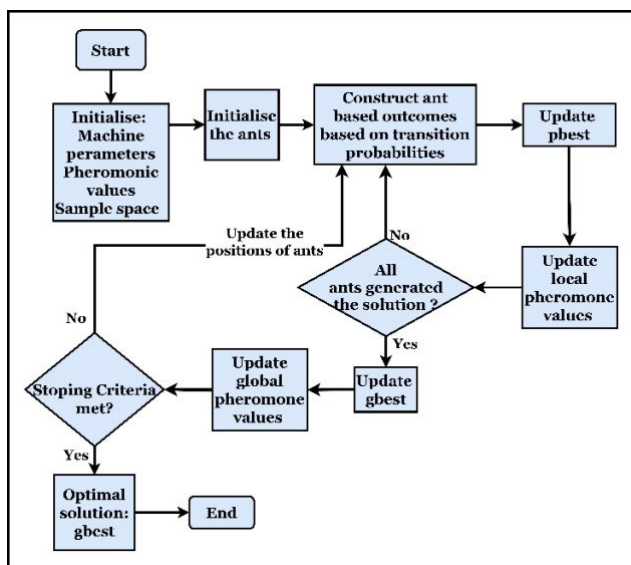 Start
Initialise:
Machine
perameters
Pheromonic
values
Sample space
Initialise
thc ants
Construct ant
based outcomes
based on transition
probabilities
Update
pbest
Update
local
pheromone
values
All
ants generated
the solution ?
No
Yes
Update the
positions of ants
Update
gbest
Update
global
pheromone
values
Stoping Criteria
met?
No
Yes
Optimal
solution:
gbest
End